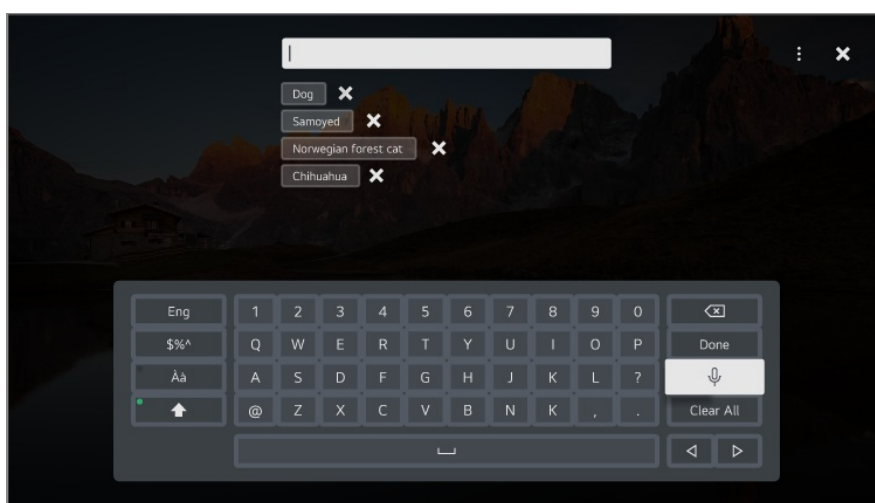 Dog
Samoyed
Norwegian forest cat
Chihuahua
Eng 1 2 3 4 5 6 7 8 9 0
$%^ Q W E R T Y U I O P Done
Àà A S D F G H J K L ?
@ Z X C V B N K , . Clear All